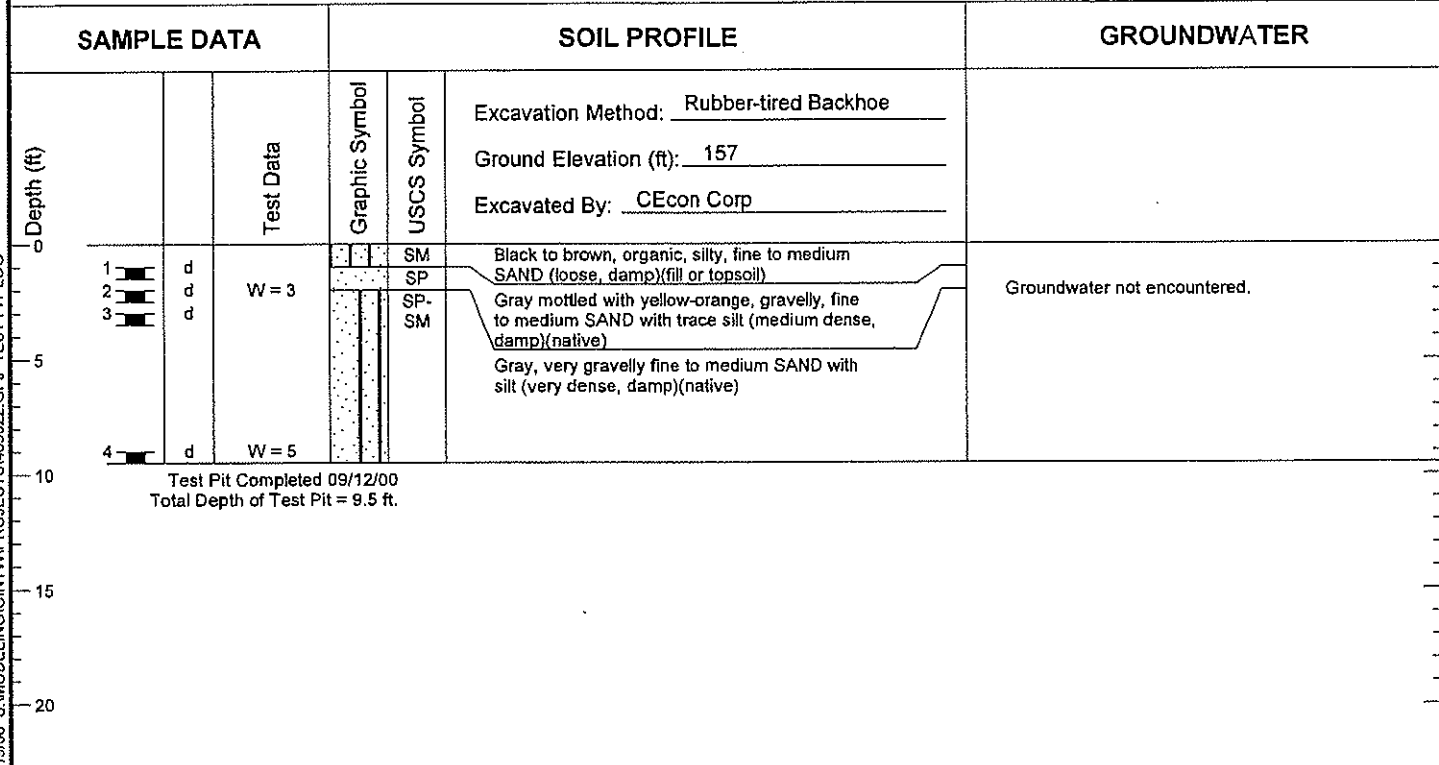 SAMPLE DATA
SOIL PROFILE
GROUNDWATER
Depth (ft)
Test Data
Graphic Symbol
USCS Symbol
Excavation Method: Rubber-tired Backhoe
Ground Elevation (ft): 157
Excavated By: CEcon Corp
0
1 d
2 d W = 3
3 d
SM
SP
SP-
SM
Black to brown, organic, silty, fine to medium
SAND (loose, damp)(fill or topsoil)
Gray mottled with yellow-orange, gravelly, fine
to medium SAND with trace silt (medium dense,
damp)(native)
Gray, very gravelly fine to medium SAND with
silt (very dense, damp)(native)
Groundwater not encountered.
5
4 d W = 5
10
Test Pit Completed 09/12/00
Total Depth of Test Pit = 9.5 ft.
15
20